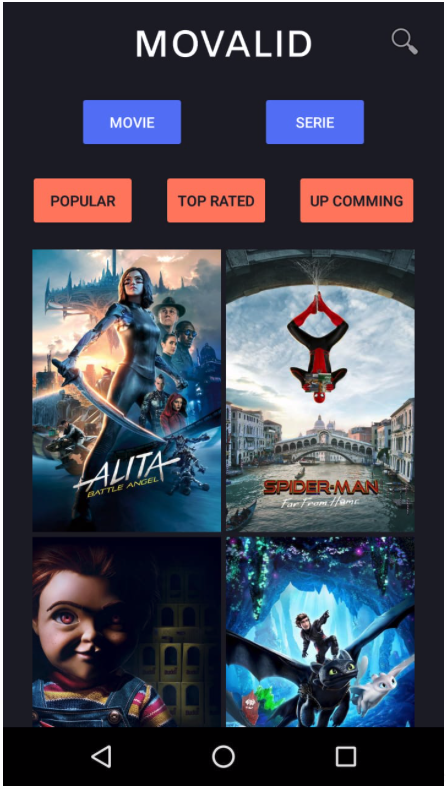 MOVALID
MOVIE
SERIE
POPULAR
TOP RATED
UP COMMING
ALITA
BATTLE ANGEL
SPIDER-MAN
Far From Home